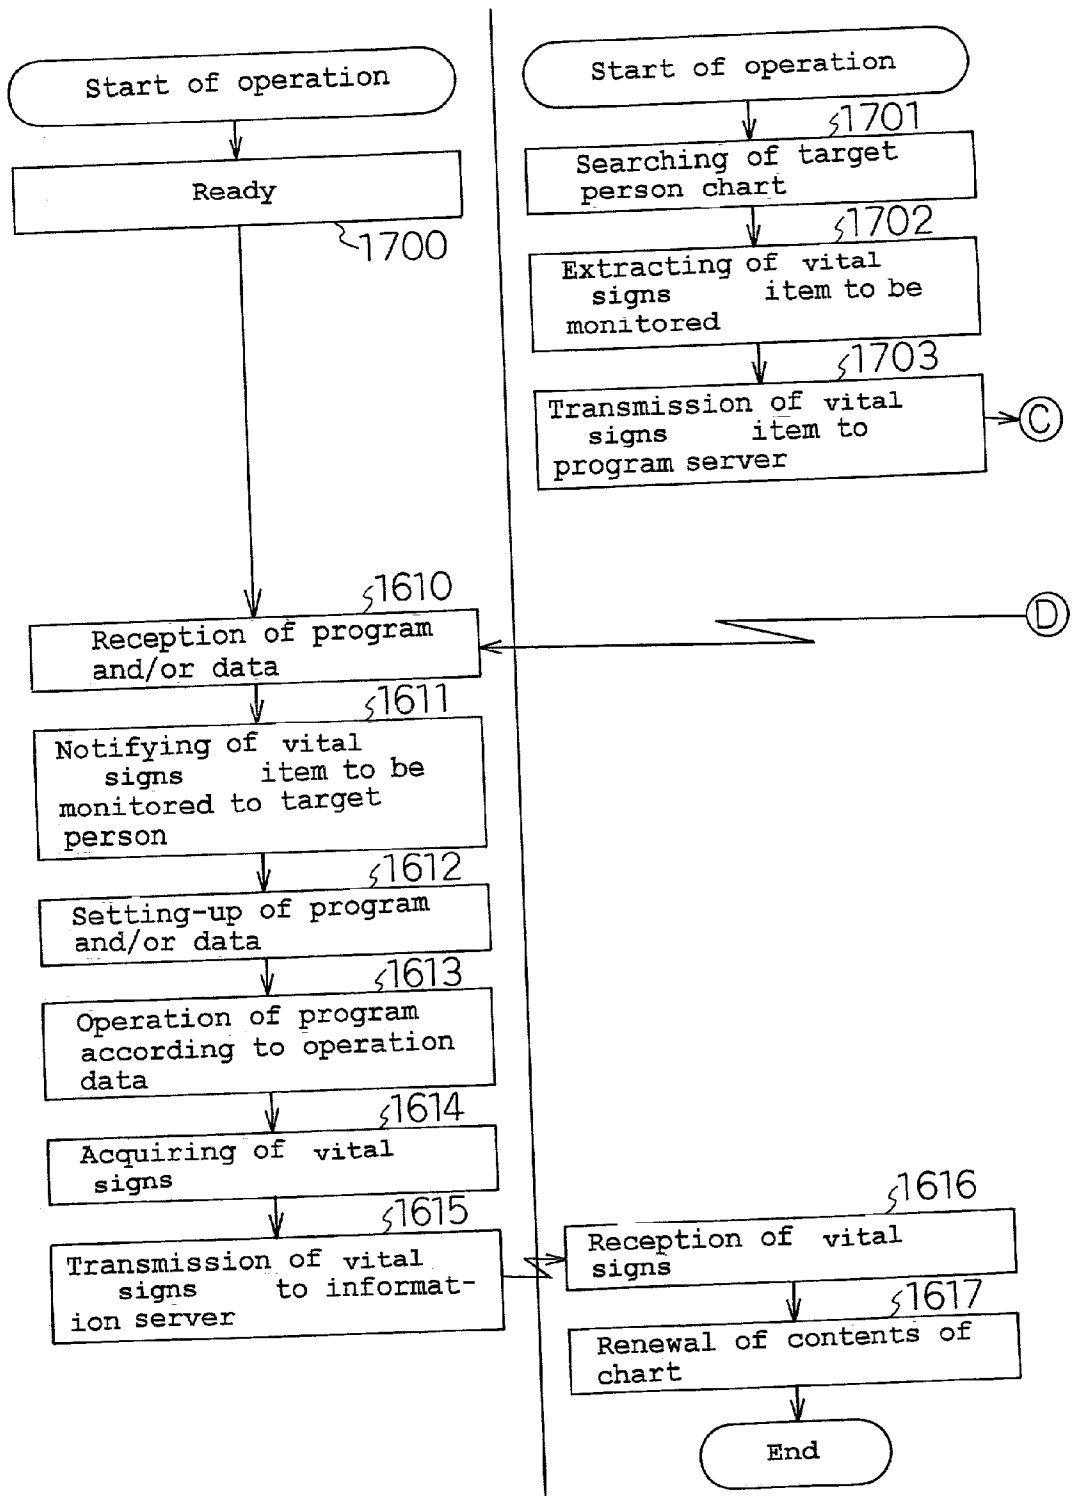 Start of operation
Ready
1700
1610
Reception of program
and/or data
1611
Notifying of vital
signs item to be
monitored to target
person
1612
Setting-up of program
and/or data
1613
Operation of program
according to operation
data
1614
Acquiring of vital
signs
1615
Transmission of vital
signs to informat-
ion server
Start of operation
1701
Searching of target
person chart
1702
Extracting of vital
signs item to be
monitored
1703
Transmission of vital
signs item to
program server
C
D
1616
Reception of vital
signs
1617
Renewal of contents of
chart
End